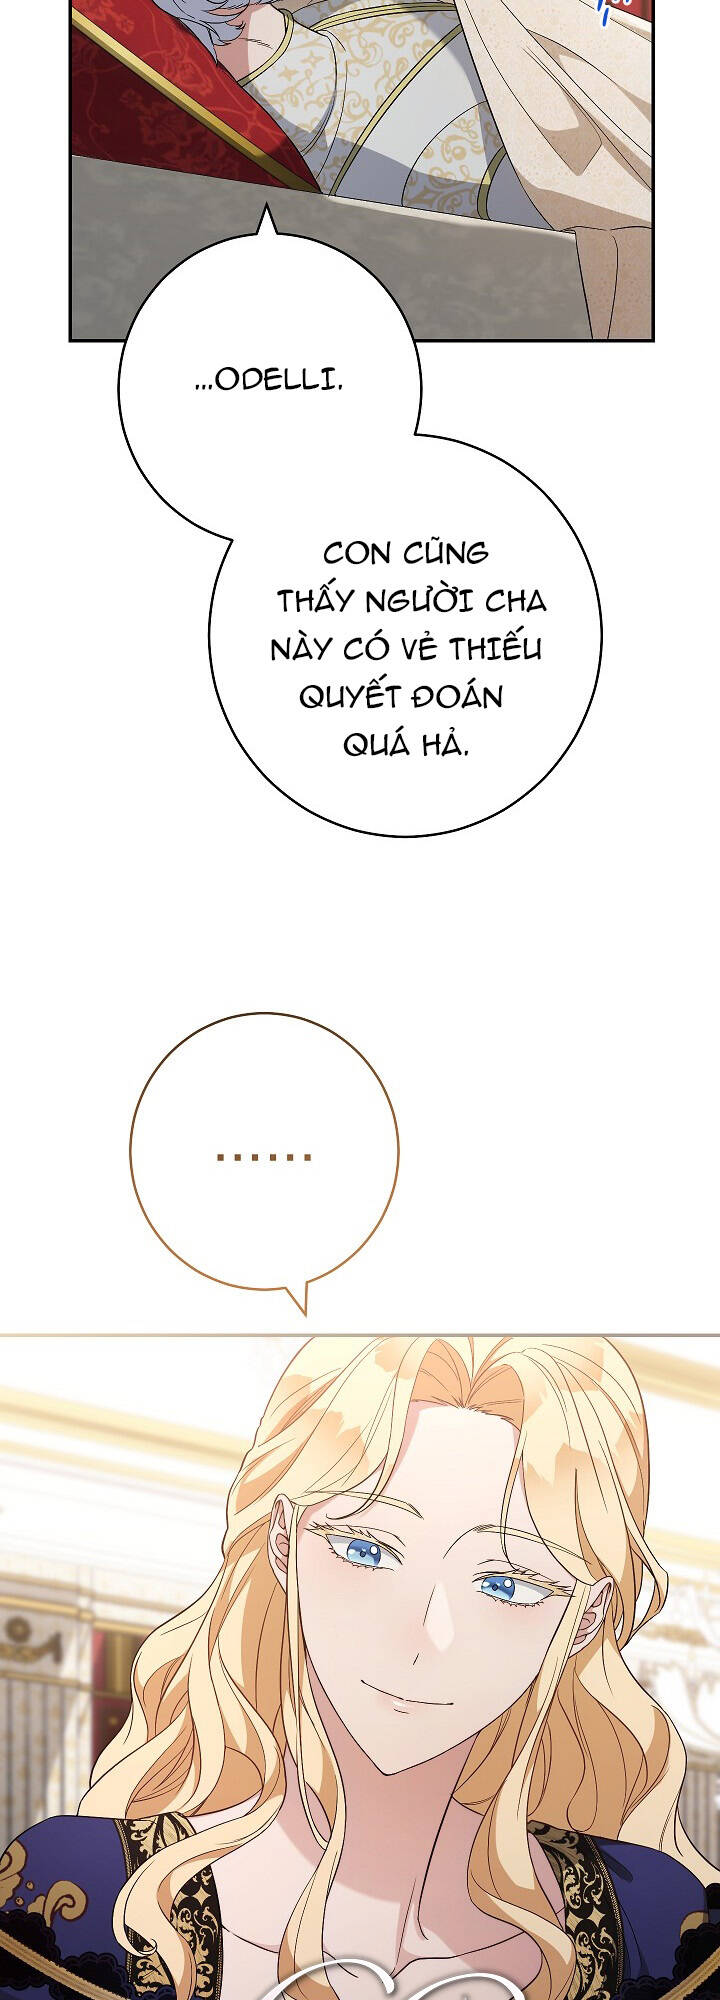 ...ODELLI.
CON CŨNG
THẤY NGƯỜI CHA
NÀY CÓ VẺ THIẾU
QUYẾT ĐOÁN
QUÁ HẢ.
......